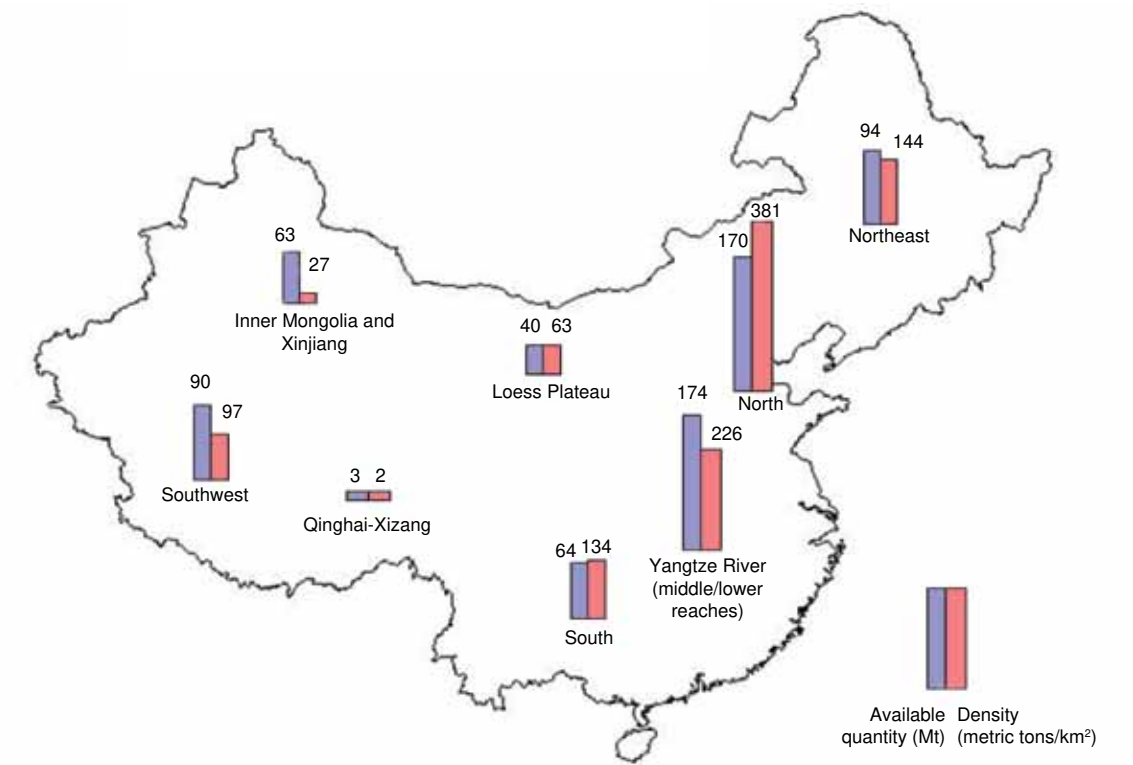 94
144
Northeast
381
170
North
63
27
Inner Mongolia and
Xinjiang
40 63
Loess Plateau
90
97
Southwest
3 2
Qinghai-Xizang
174
226
Yangtze River
(middle/lower
reaches)
64 134
South
Available Density
quantity (Mt) (metric tons/km²)